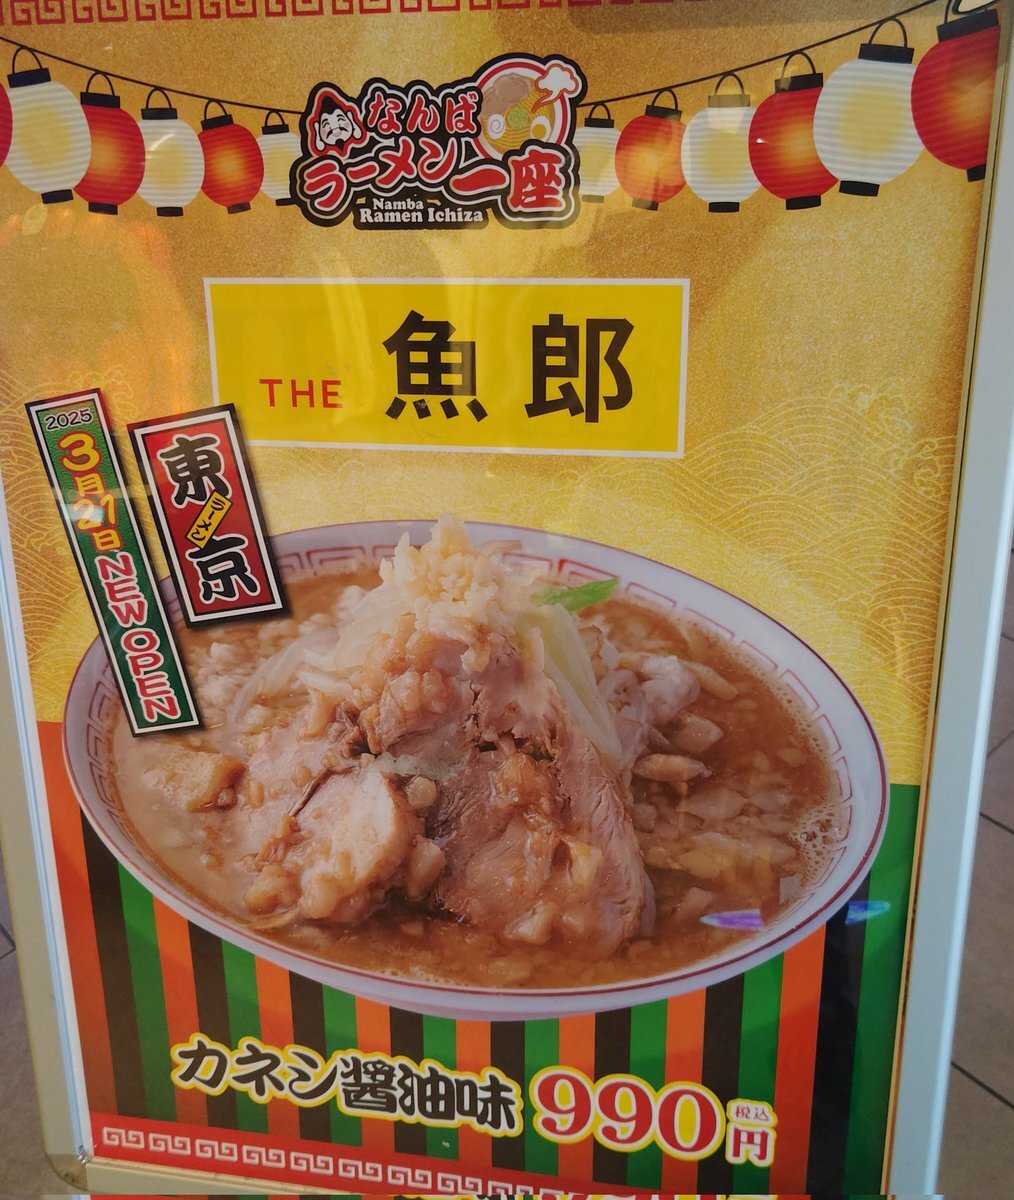 なんば
ラーメン一座
Namba
Ramen Ichiza
THE 魚郎
2025
3月27日 NEW OPEN
東京
ラーメン
カネシ醤油味 990円
税込